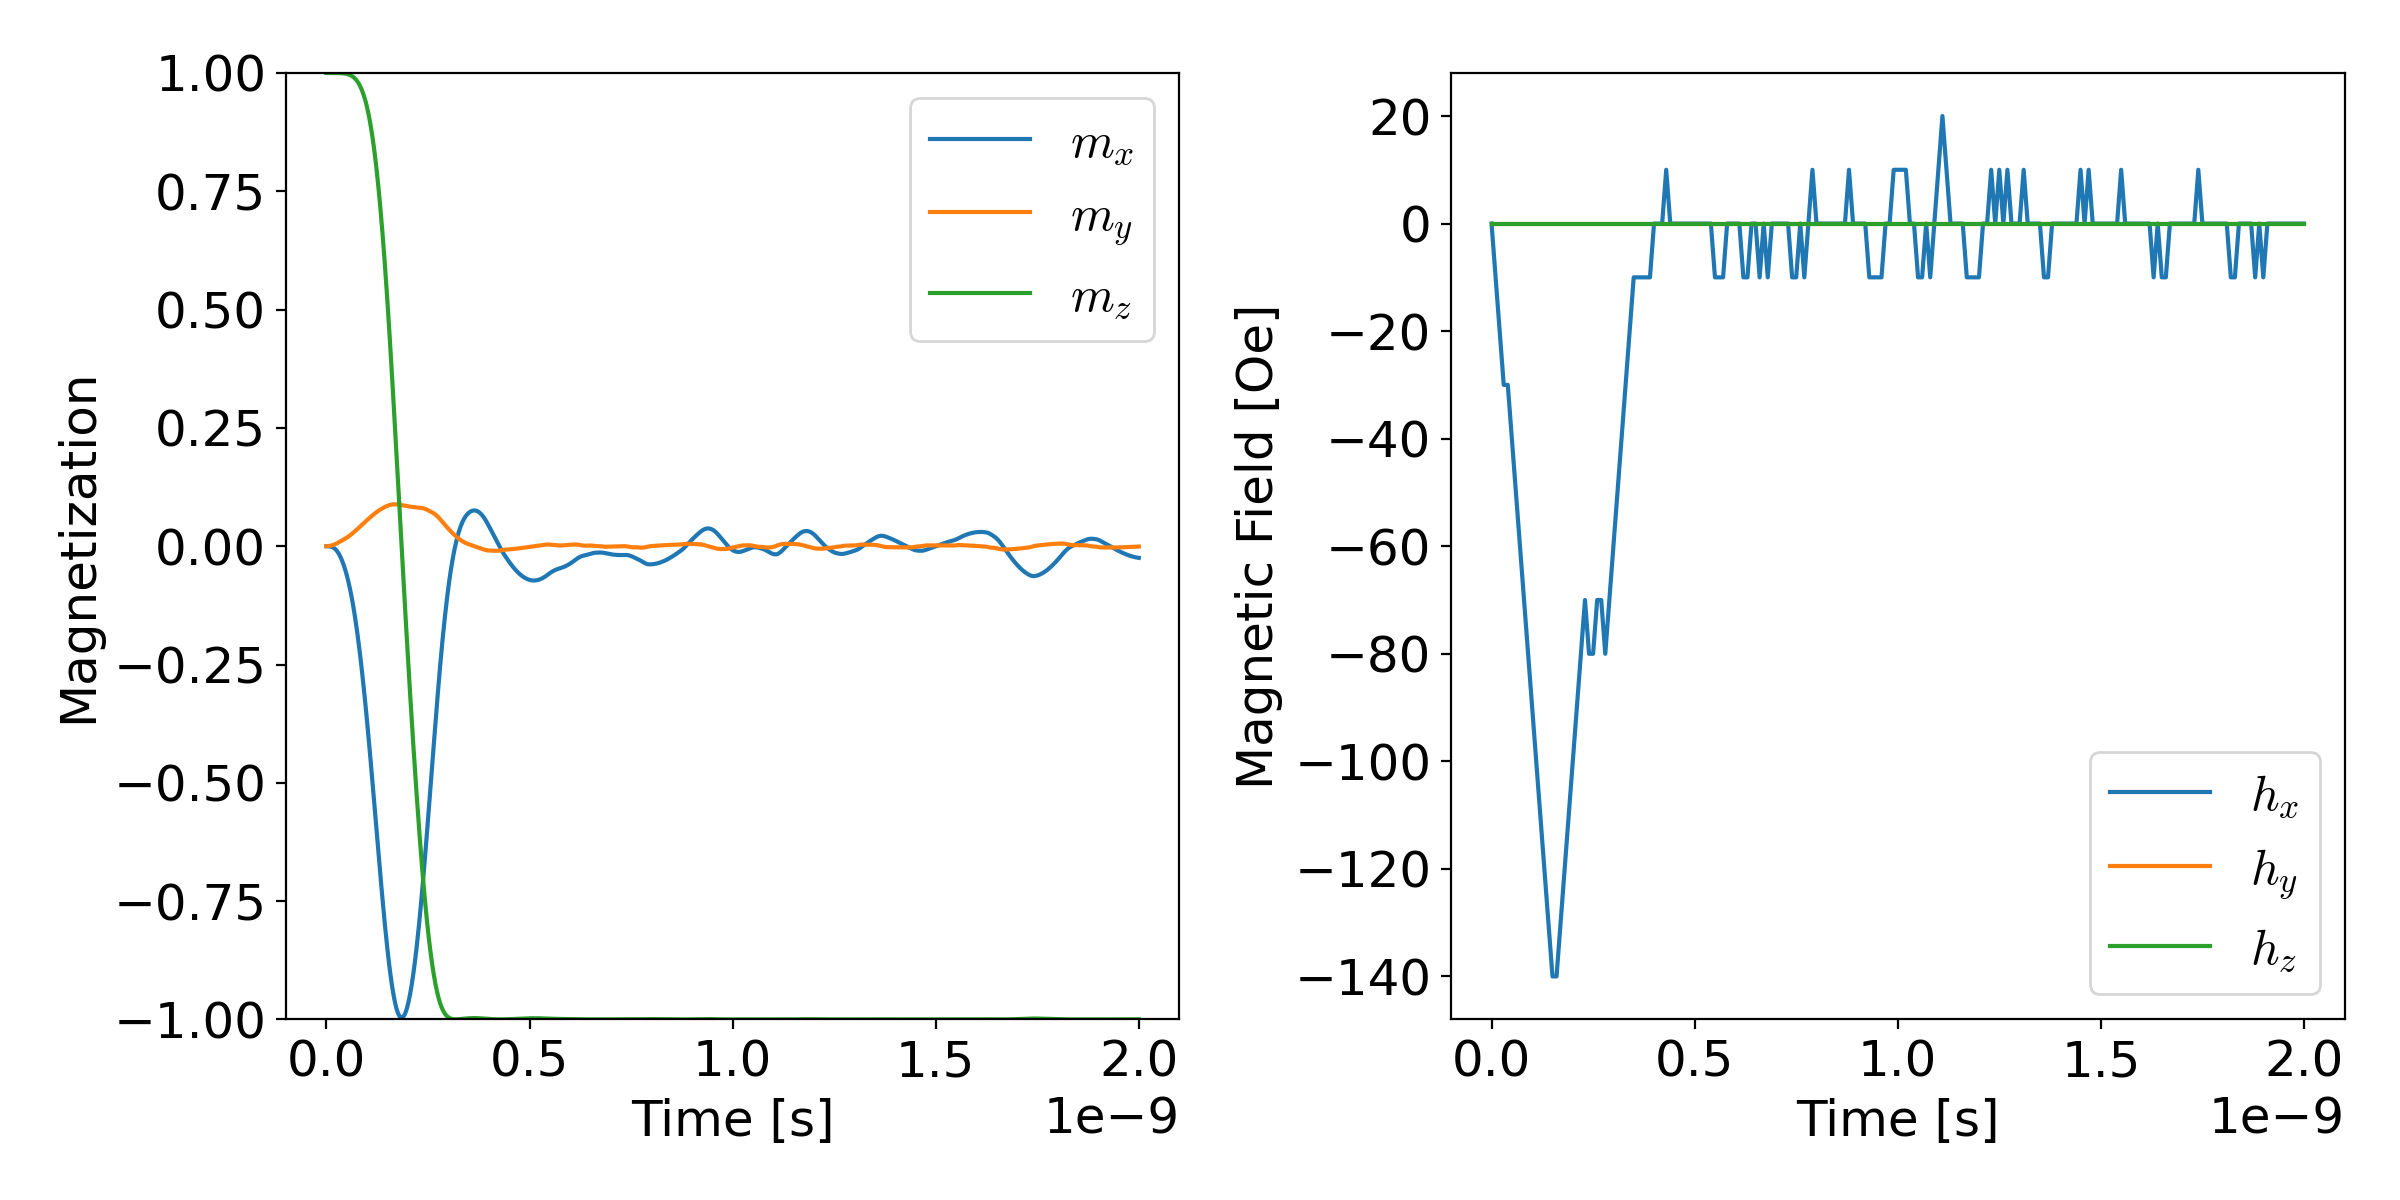 Magnetization
1.00
0.75
0.50
0.25
0.00
−0.25
−0.50
−0.75
−1.00
0.0 0.5 1.0 1.5 2.0
Time [s]
1e−9
m_x
m_y
m_z
Magnetic Field [Oe]
20
0
−20
−40
−60
−80
−100
−120
−140
0.0 0.5 1.0 1.5 2.0
Time [s]
1e−9
h_x
h_y
h_z